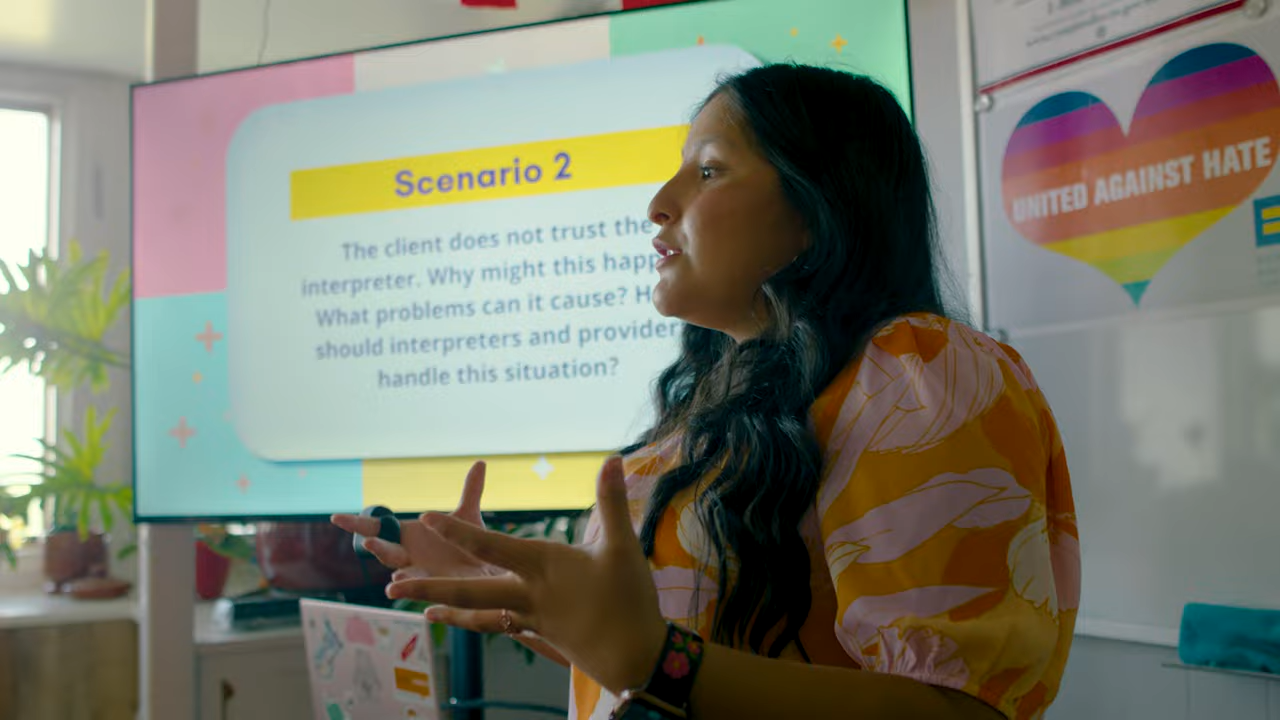 Scenario 2
The client does not trust the
interpreter. Why might this happ
What problems can it cause? H
should interpreters and provider
handle this situation?
UNITED AGAINST HATE